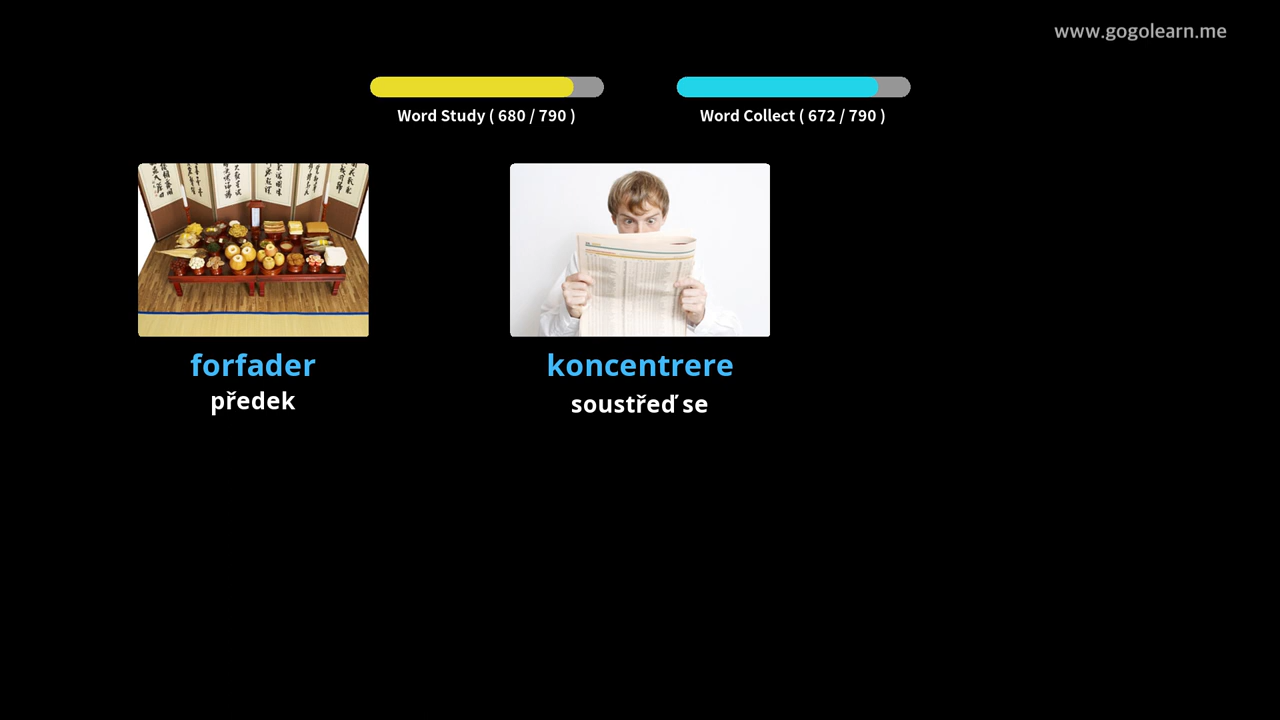 www.gogolearn.me
Word Study ( 680 / 790 )
Word Collect ( 672 / 790 )
forfader
předek
koncentrere
soustřeď se